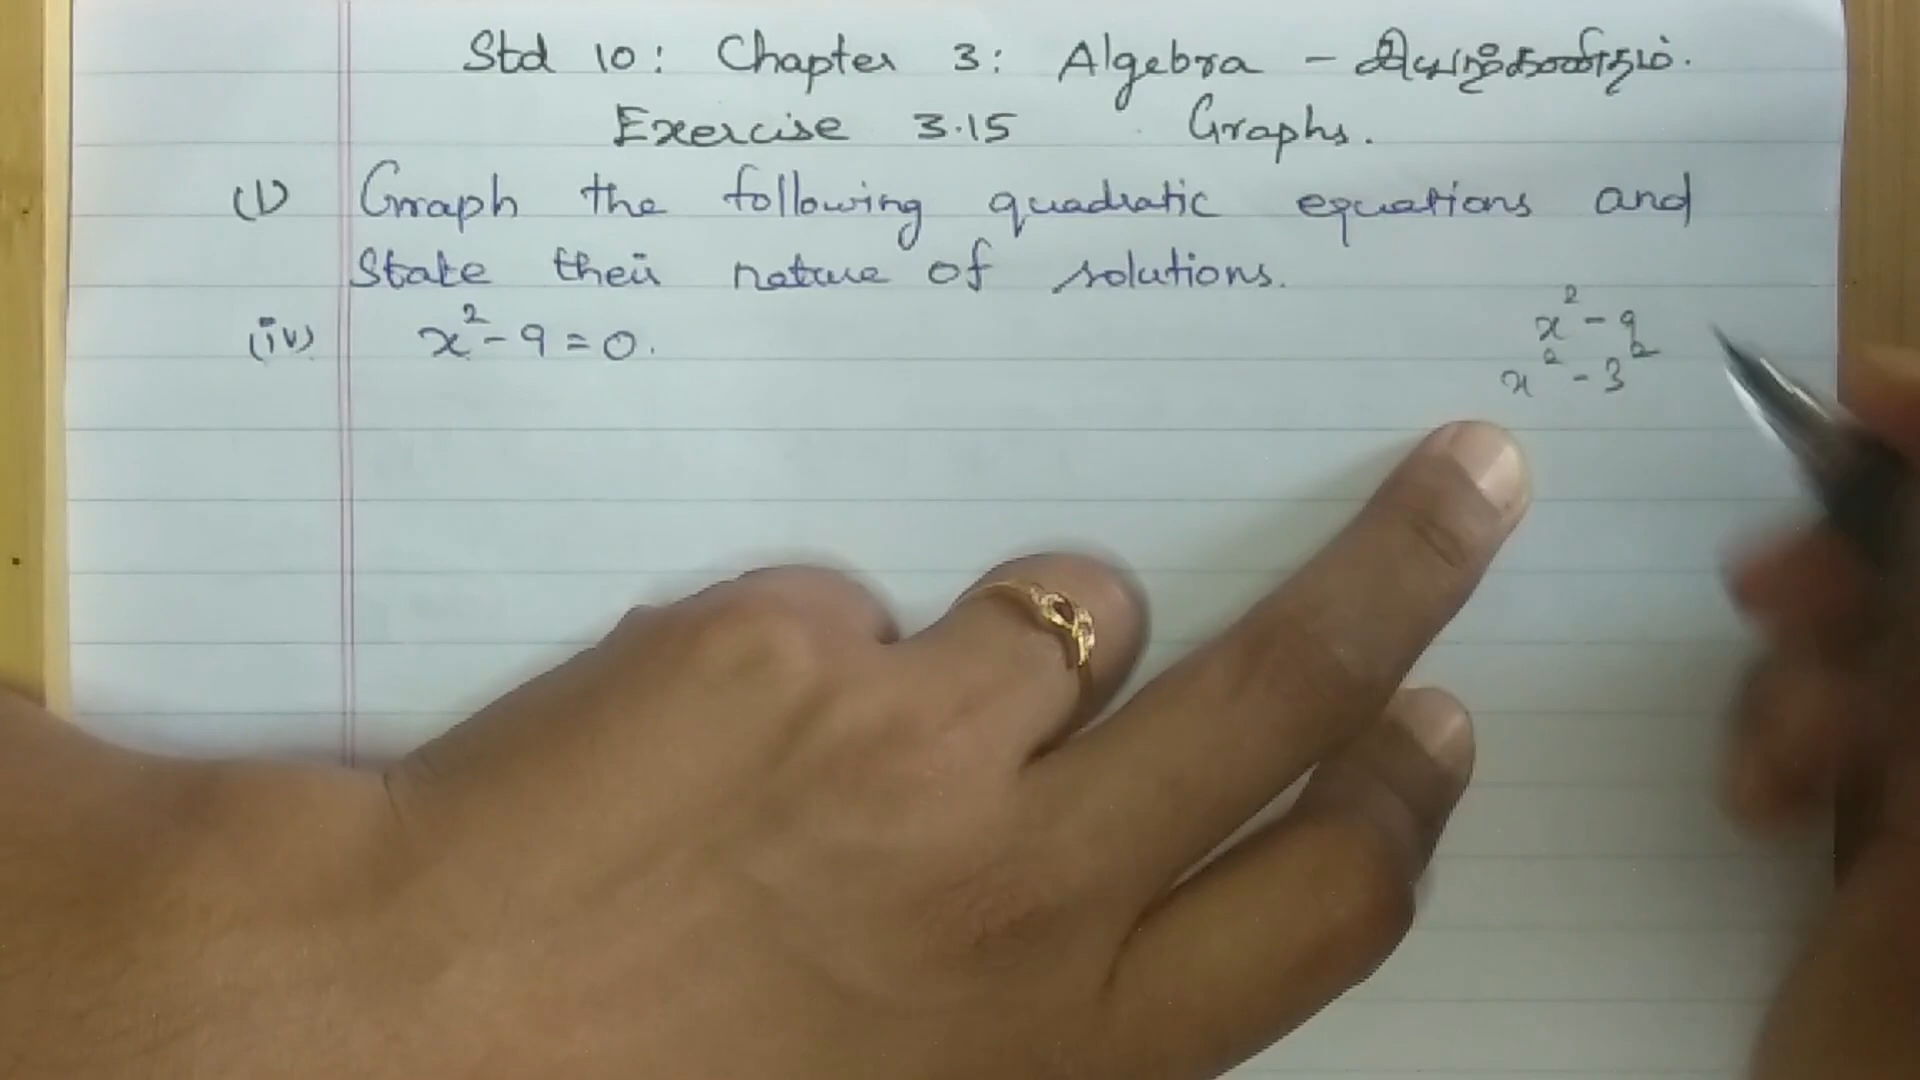 Std 10: Chapter 3: Algebra - இயற்கணிதம்.
Exercise 3.15 Graphs.
(1) Graph the following quadratic equations and
State their nature of solutions.
(iv) x² - 9 = 0.
x² - 9
x² - 3²